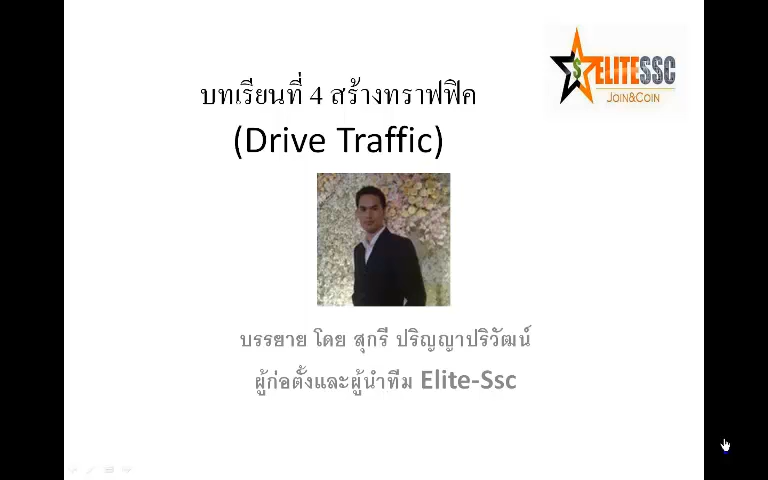 บทเรียนที่ 4 สร้างทราฟฟิค
(Drive Traffic)
ELITESSC
JOIN&COIN
บรรยาย โดย สุกรี ปริญญาปริวัฒน์
ผู้ก่อตั้งและผู้นำทีม Elite-Ssc